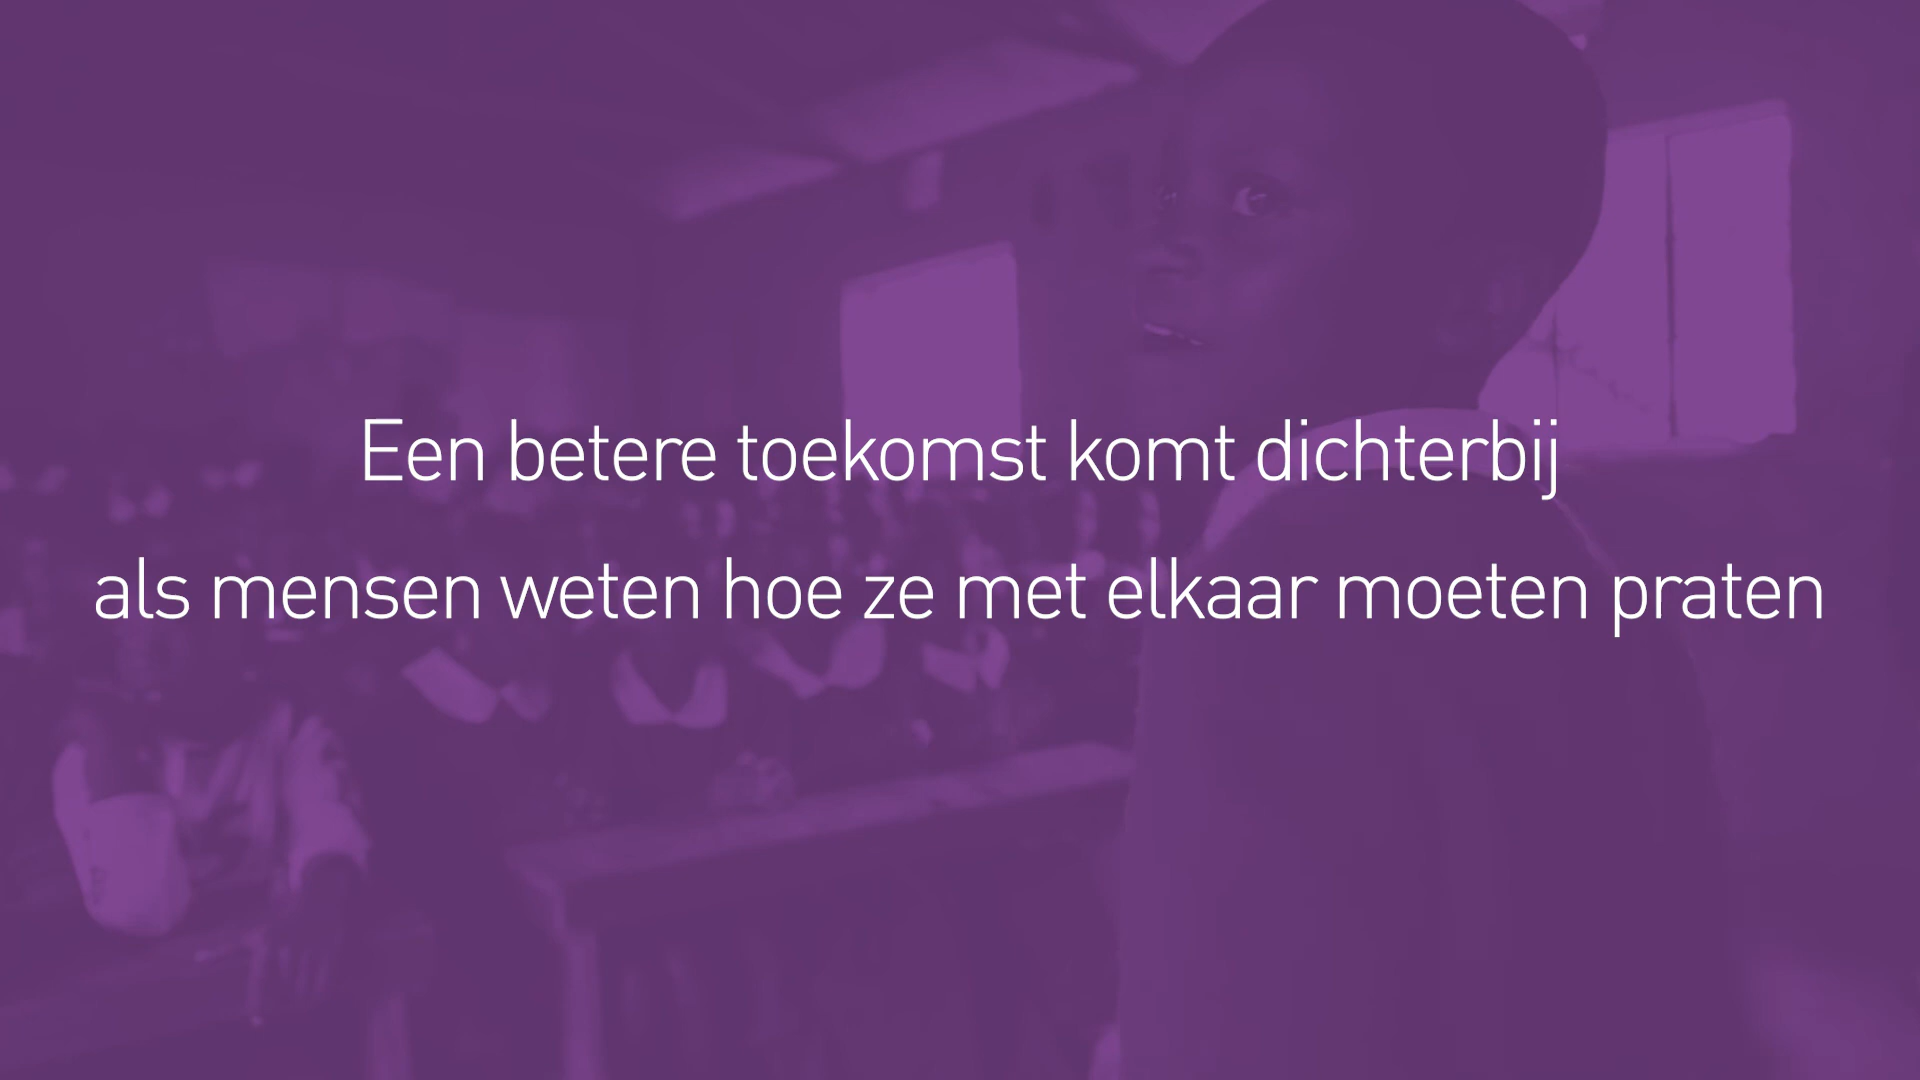 Een betere toekomst komt dichterbij
als mensen weten hoe ze met elkaar moeten praten